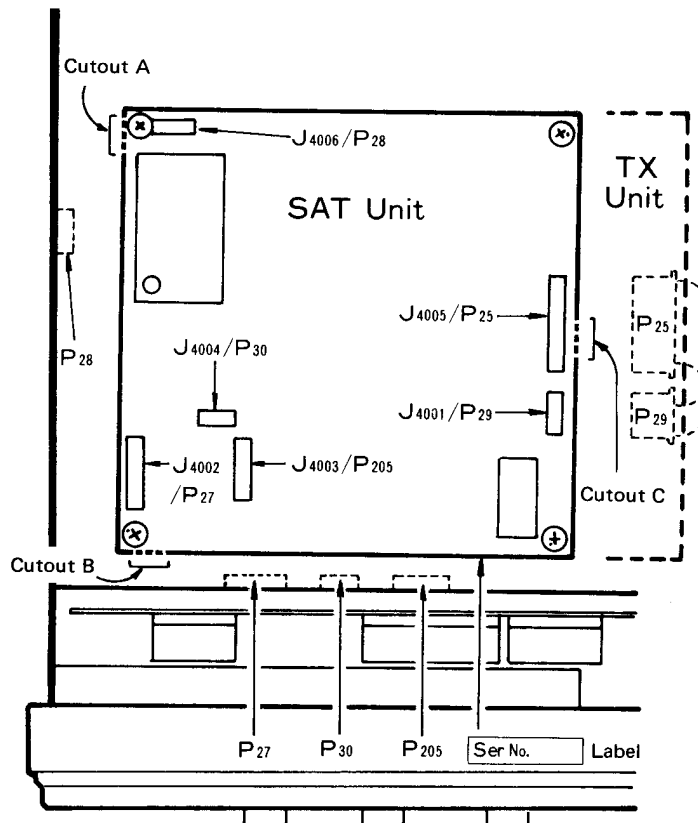 Cutout A
J4006/P28
SAT Unit
TX
Unit
P28
J4005/P25
P25
J4004/P30
J4001/P29
P29
J4002
/P27
J4003/P205
Cutout C
Cutout B
P27
P30
P205
Ser No.
Label